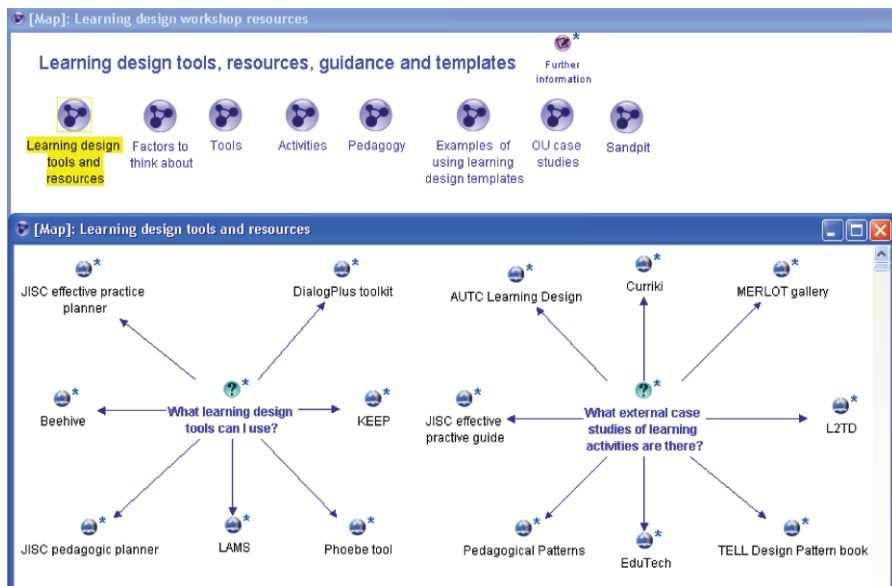 [Map]: Learning design workshop resources
Learning design tools, resources, guidance and templates
*
Further
information
Learning design
tools and
resources
Factors to
think about
Tools
Activities
Pedagogy
Examples of
using learning
design templates
OU case
studies
Sandpit
[Map]: Learning design tools and resources
*
JISC effective practice
planner
*
DialogPlus toolkit
?*
What learning design
tools can I use?
*
Beehive
*
KEEP
*
JISC pedagogic planner
*
LAMS
*
Phoebe tool
*
AUTC Learning Design
*
Curriki
*
MERLOT gallery
?*
What external case
studies of learning
activities are there?
*
JISC effective
practive guide
*
L2TD
*
Pedagogical Patterns
*
EduTech
*
TELL Design Pattern book